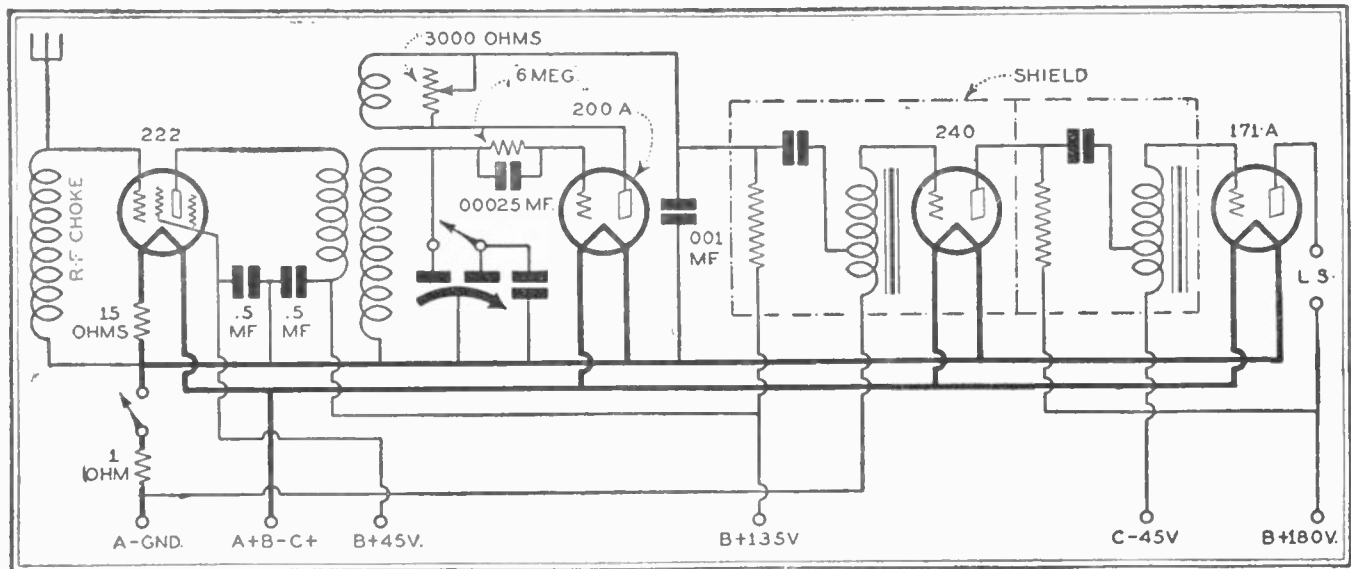 3000 OHMS
6 MEG.
SHIELD
200 A
222
240
171·A
R·F CHOKE
.00025 MF.
.001
MF
15
OHMS
.5
MF
.5
MF
L.S.
1
OHM
A-GND.
A+B-C+
B+45V.
B+135V
C-45V
B+180V.